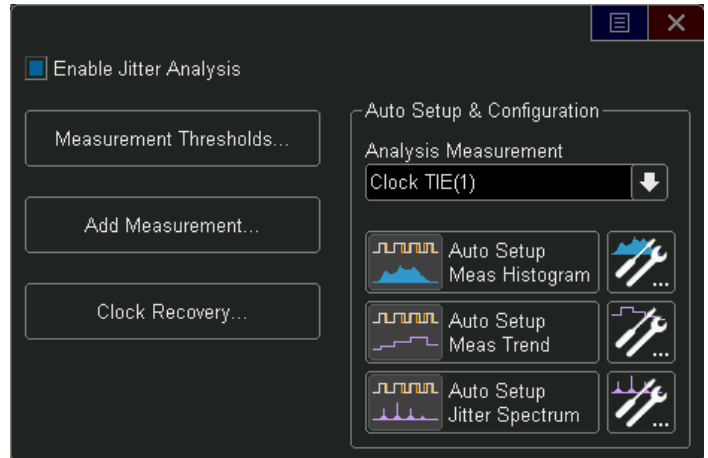 Enable Jitter Analysis
Measurement Thresholds...
Add Measurement...
Clock Recovery...
Auto Setup & Configuration
Analysis Measurement
Clock TIE(1)
Auto Setup
Meas Histogram
...
Auto Setup
Meas Trend
...
Auto Setup
Jitter Spectrum
...